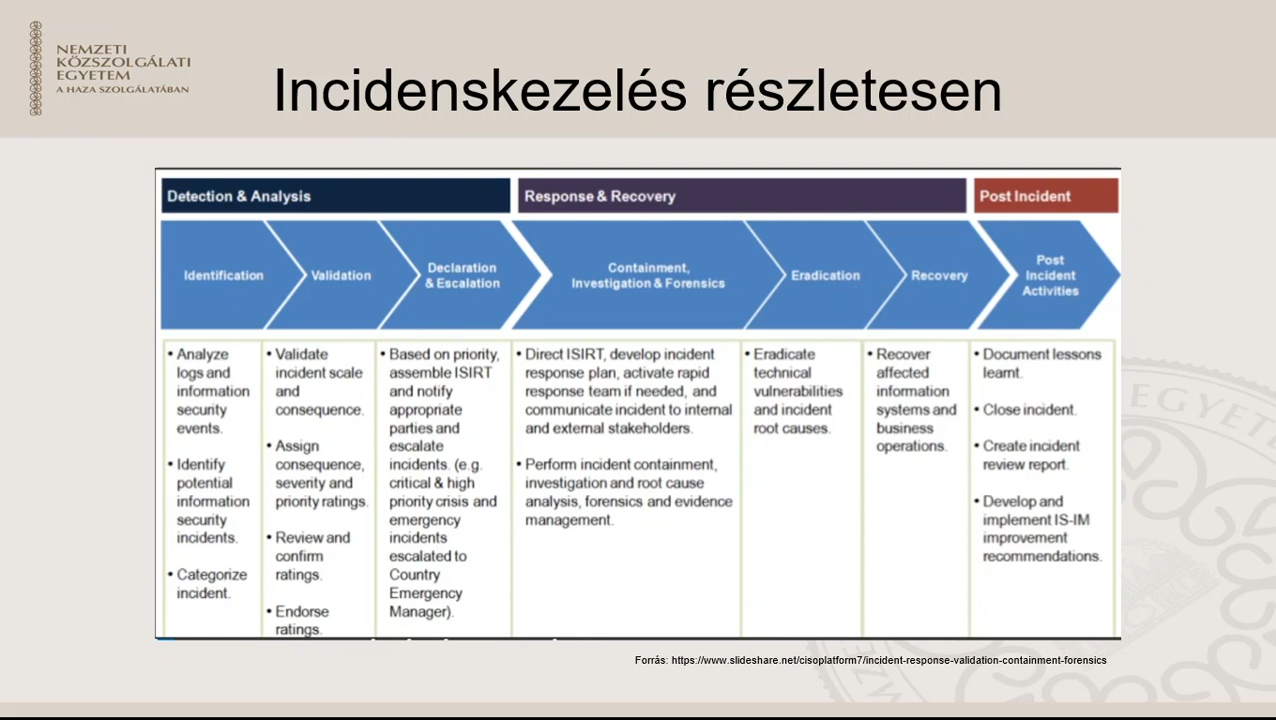 NEMZETI
KÖZSZOLGÁLATI
EGYETEM
A HAZA SZOLGÁLATÁBAN
Incidenskezelés részletesen
Detection & Analysis
Response & Recovery
Post Incident
Identification
Validation
Declaration
& Escalation
Containment,
Investigation & Forensics
Eradication
Recovery
Post
Incident
Activities
• Analyze
logs and
information
security
events.
• Identify
potential
information
security
incidents.
• Categorize
incident.
• Validate
incident scale
and
consequence.
• Assign
consequence,
severity and
priority ratings.
• Review and
confirm
ratings.
• Endorse
ratings.
• Based on priority,
assemble ISIRT
and notify
appropriate
parties and
escalate
incidents. (e.g.
critical & high
priority crisis and
emergency
incidents
escalated to
Country
Emergency
Manager).
• Direct ISIRT, develop incident
response plan, activate rapid
response team if needed, and
communicate incident to internal
and external stakeholders.
• Perform incident containment,
investigation and root cause
analysis, forensics and evidence
management.
• Eradicate
technical
vulnerabilities
and incident
root causes.
• Recover
affected
information
systems and
business
operations.
• Document lessons
learnt.
• Close incident.
• Create incident
review report.
• Develop and
implement IS-IM
improvement
recommendations.
Forrás: https://www.slideshare.net/cisoplatform7/incident-response-validation-containment-forensics